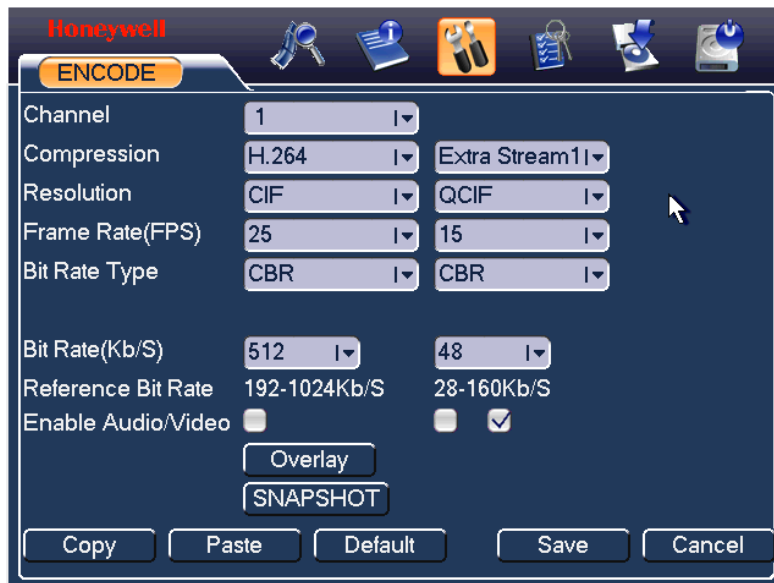 Honeywell
ENCODE
Channel 1
Compression H.264 Extra Stream1
Resolution CIF QCIF
Frame Rate(FPS) 25 15
Bit Rate Type CBR CBR
Bit Rate(Kb/S) 512 48
Reference Bit Rate 192-1024Kb/S 28-160Kb/S
Enable Audio/Video
Overlay
SNAPSHOT
Copy Paste Default Save Cancel